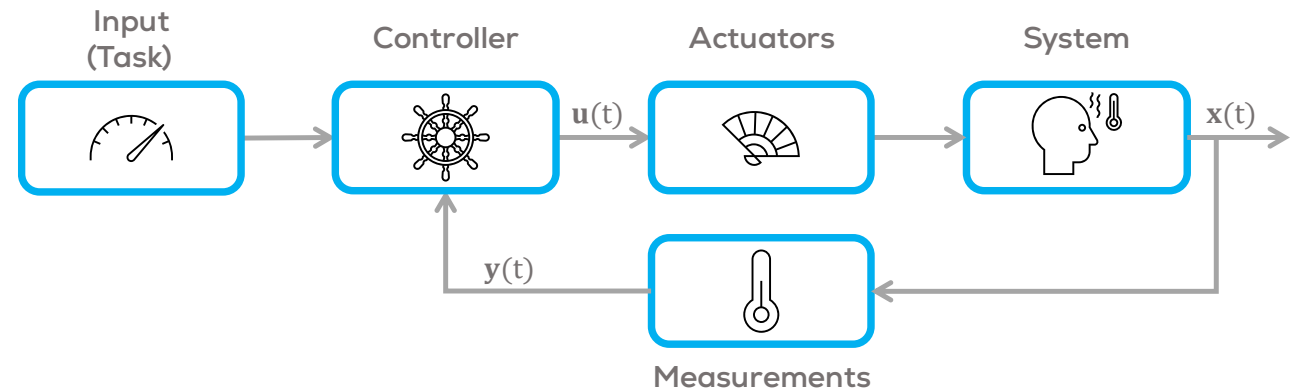 Input
(Task)
Controller
Actuators
System
u(t)
x(t)
y(t)
Measurements